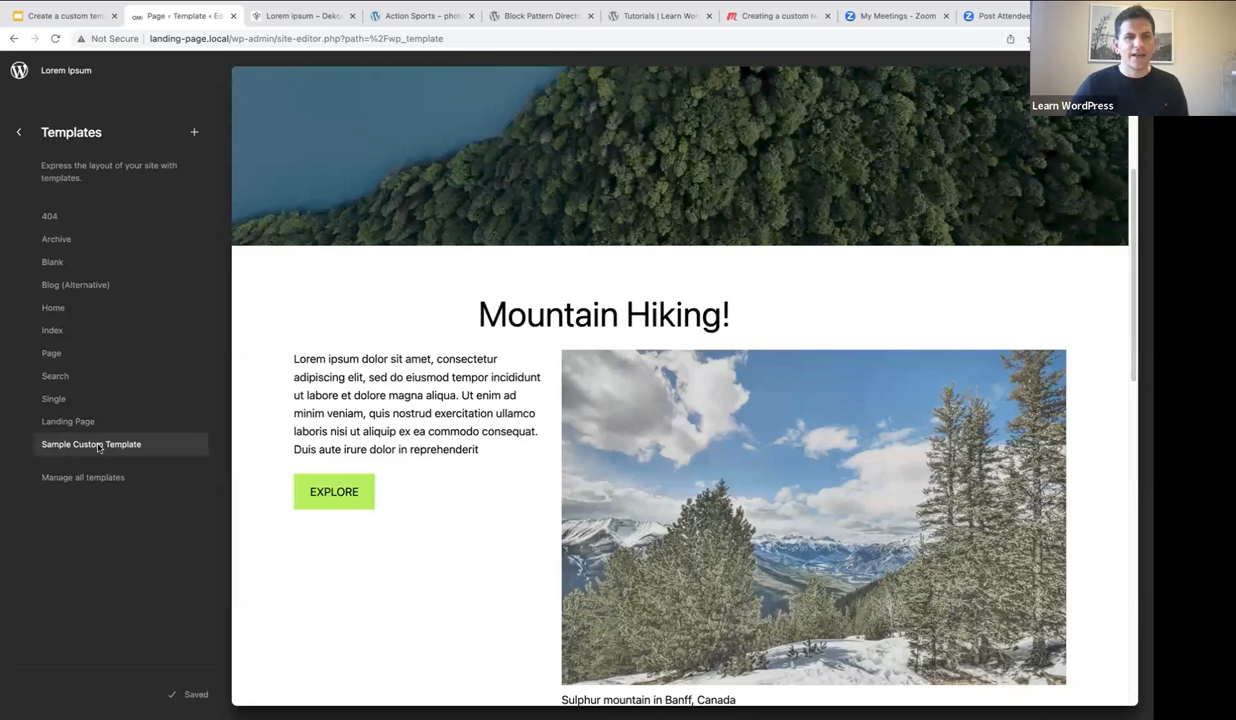 Create a custom tem
Page ‹ Template ‹ Ed
Lorem ipsum – Deko
Action Sports – phot
Block Pattern Direct
Tutorials | Learn Wor
Creating a custom te
My Meetings - Zoom
Post Attendee
Not Secure
landing-page.local/wp-admin/site-editor.php?path=%2Fwp_template
Learn WordPress
Lorem Ipsum
Templates
Express the layout of your site with
templates.
404
Archive
Blank
Blog (Alternative)
Home
Index
Page
Search
Single
Landing Page
Sample Custom Template
Manage all templates
Saved
Mountain Hiking!
Lorem ipsum dolor sit amet, consectetur
adipiscing elit, sed do eiusmod tempor incididunt
ut labore et dolore magna aliqua. Ut enim ad
minim veniam, quis nostrud exercitation ullamco
laboris nisi ut aliquip ex ea commodo consequat.
Duis aute irure dolor in reprehenderit
EXPLORE
Sulphur mountain in Banff, Canada